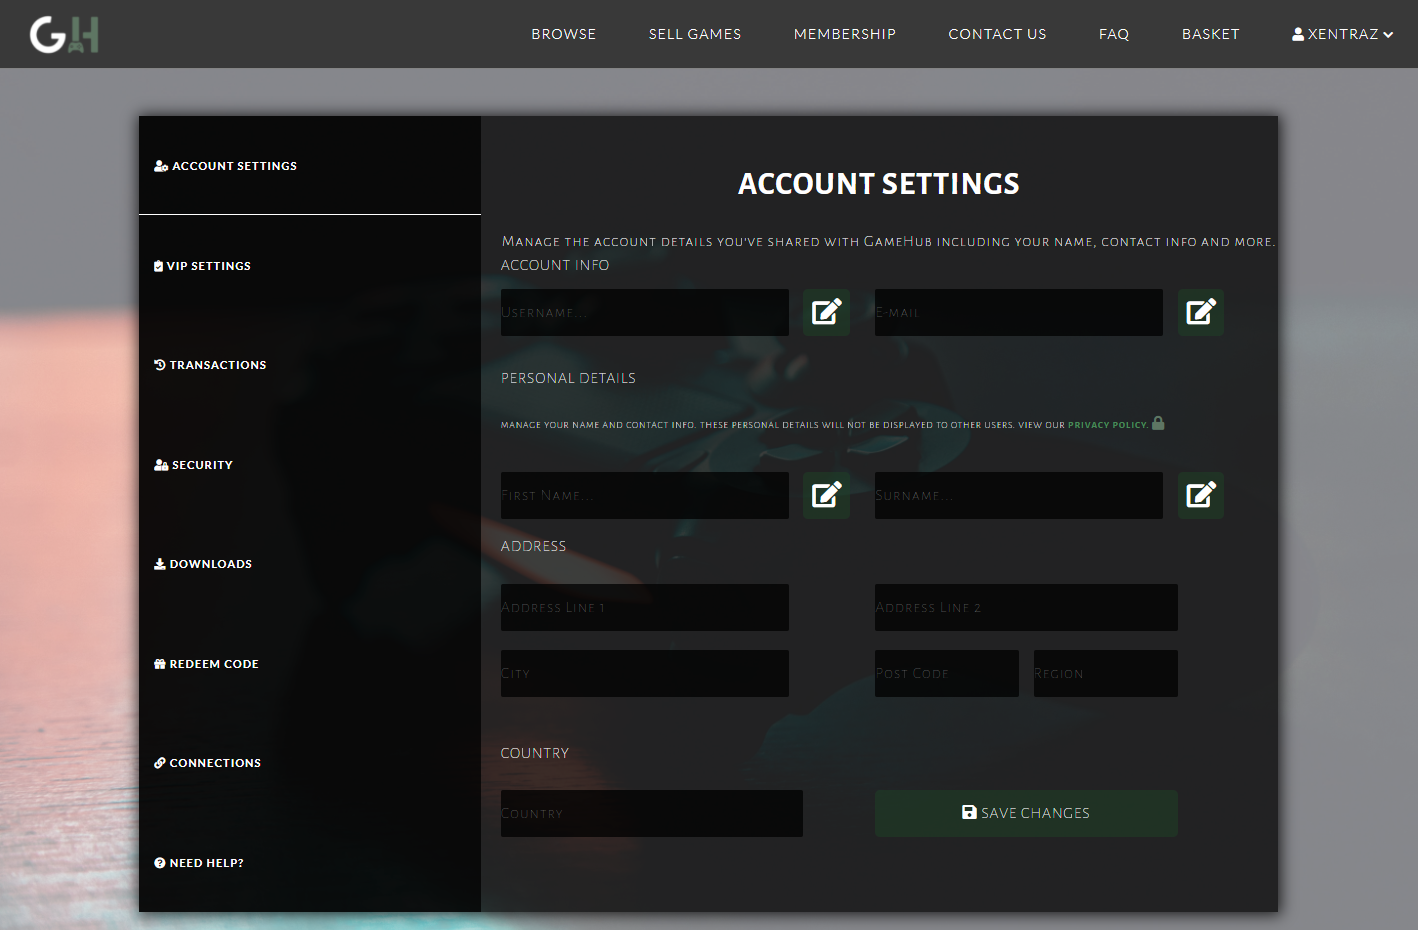 GH
BROWSE SELL GAMES MEMBERSHIP CONTACT US FAQ BASKET XENTRAZ
ACCOUNT SETTINGS
VIP SETTINGS
TRANSACTIONS
SECURITY
DOWNLOADS
REDEEM CODE
CONNECTIONS
NEED HELP?
ACCOUNT SETTINGS
Manage the account details you've shared with GameHub including your name, contact info and more.
ACCOUNT INFO
Username... E-mail
PERSONAL DETAILS
MANAGE YOUR NAME AND CONTACT INFO. THESE PERSONAL DETAILS WILL NOT BE DISPLAYED TO OTHER USERS. VIEW OUR PRIVACY POLICY.
First Name... Surname...
ADDRESS
Address Line 1 Address Line 2
City Post Code Region
COUNTRY
Country SAVE CHANGES